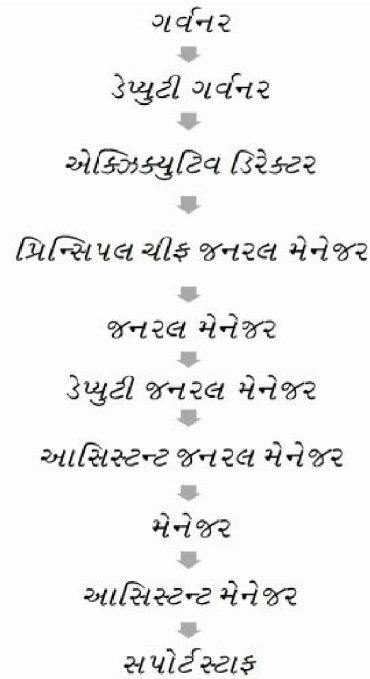 ગર્વનર
ડેપ્યુટી ગર્વનર
એક્ઝિક્યુટિવ ડિરેક્ટર
પ્રિન્સિપલ ચીફ જનરલ મેનેજર
જનરલ મેનેજર
ડેપ્યુટી જનરલ મેનેજર
આસિસ્ટન્ટ જનરલ મેનેજર
મેનેજર
આસિસ્ટન્ટ મેનેજર
સપોર્ટ સ્ટાફ